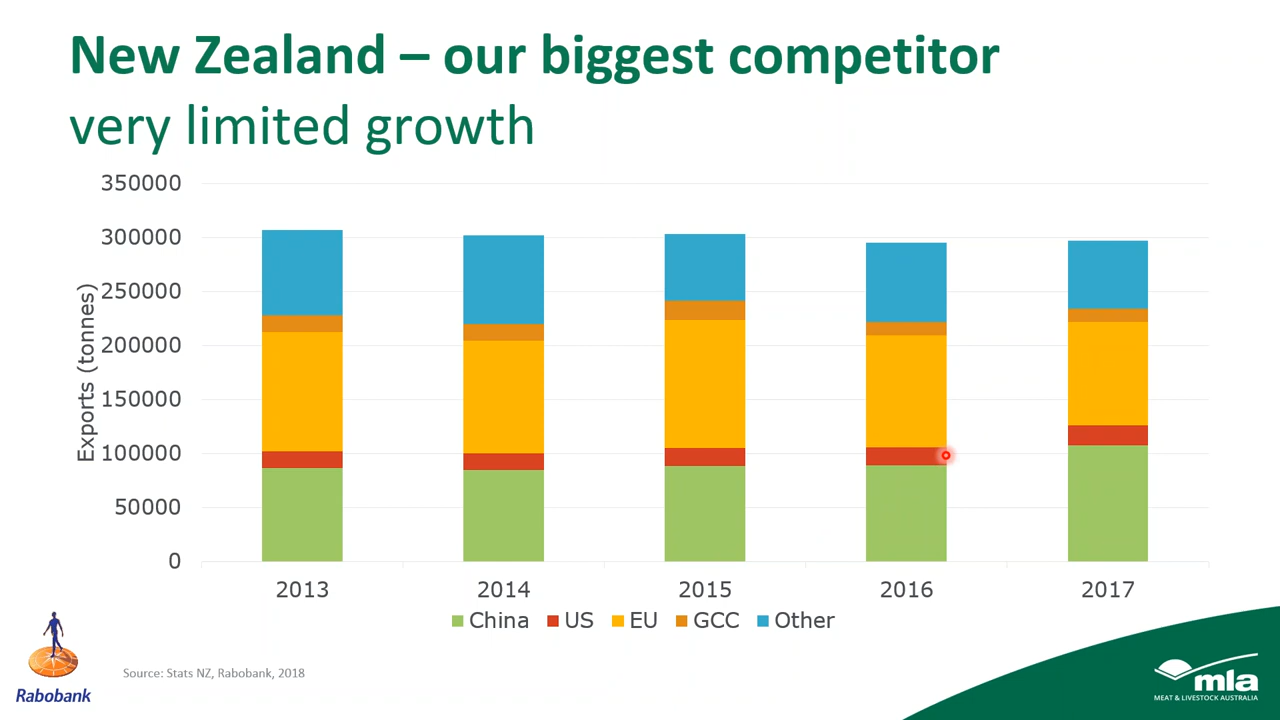 New Zealand – our biggest competitor
very limited growth
Exports (tonnes)
350000
300000
250000
200000
150000
100000
50000
0
2013 2014 2015 2016 2017
China US EU GCC Other
Rabobank
Source: Stats NZ, Rabobank, 2018
mla
MEAT & LIVESTOCK AUSTRALIA